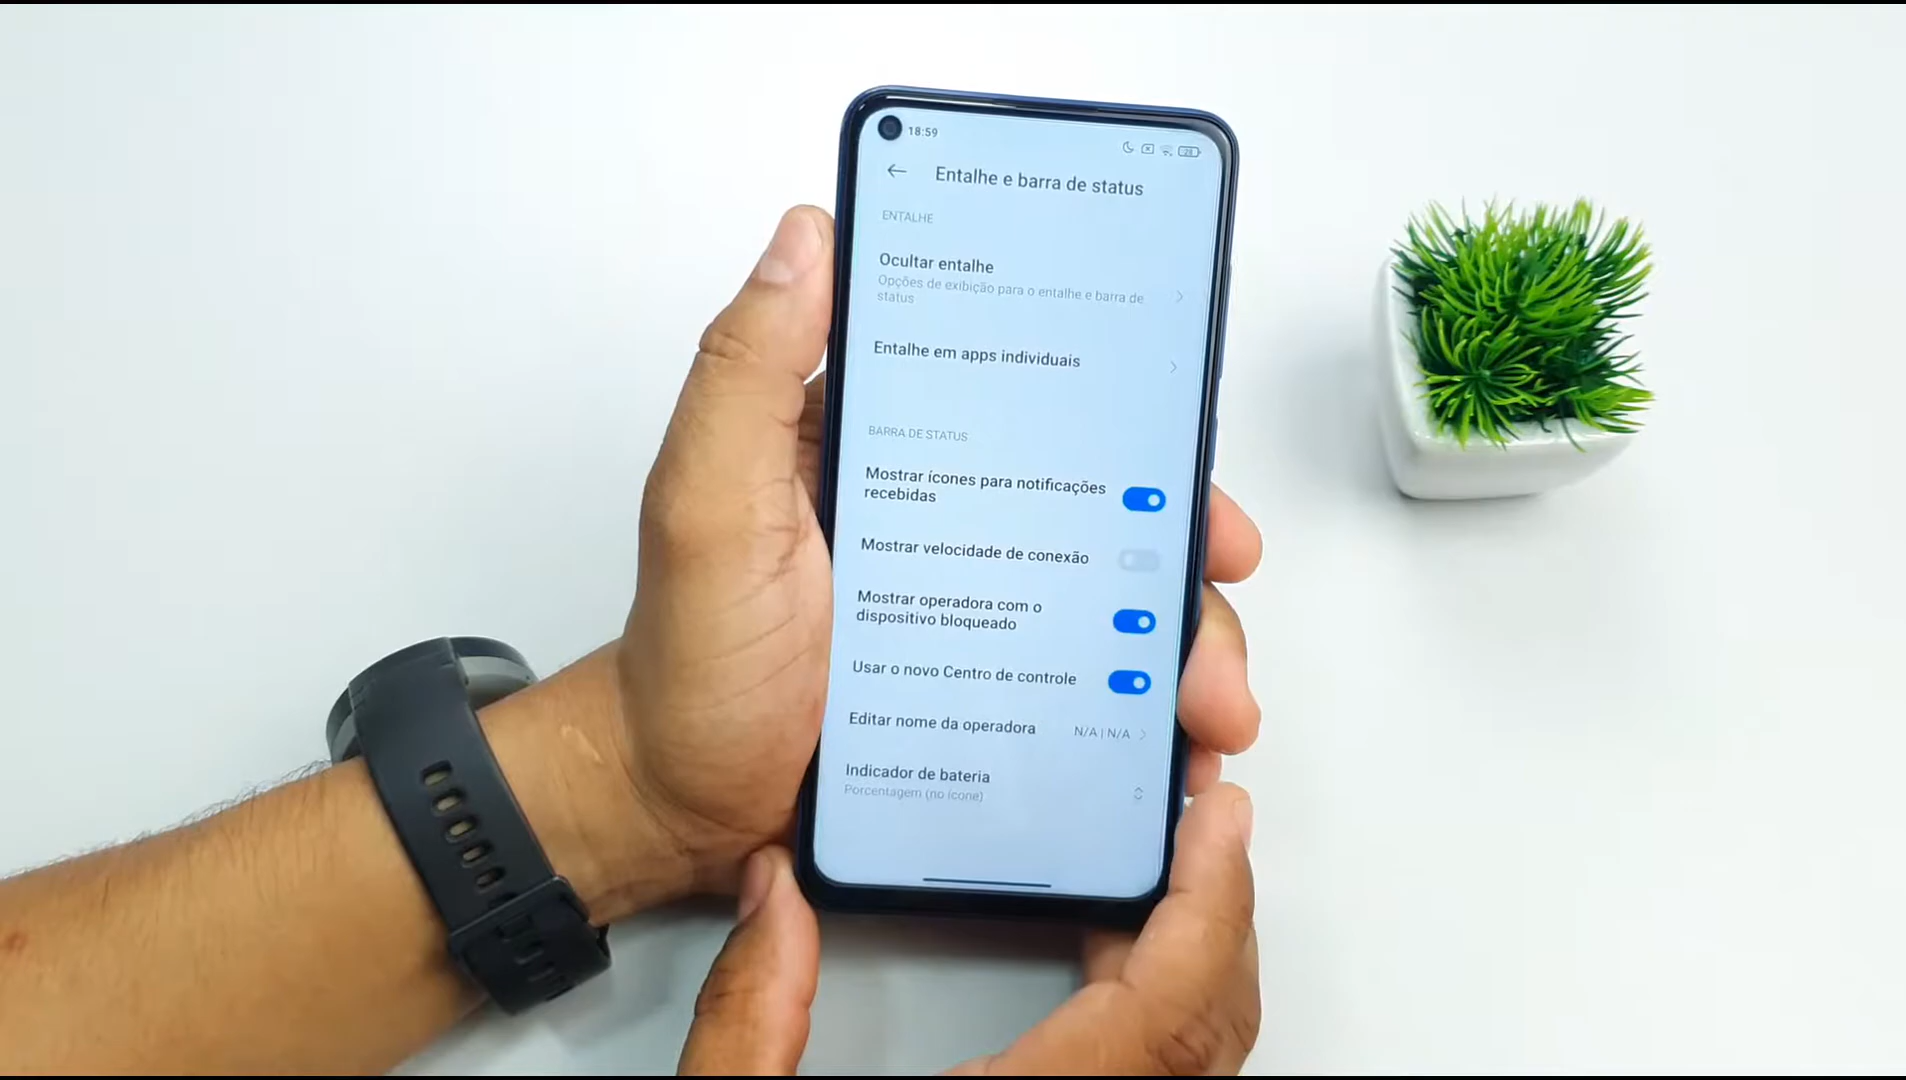 18:59
28
Entalhe e barra de status
ENTALHE
Ocultar entalhe
Opções de exibição para o entalhe e barra de
status
Entalhe em apps individuais
BARRA DE STATUS
Mostrar ícones para notificações
recebidas
Mostrar velocidade de conexão
Mostrar operadora com o
dispositivo bloqueado
Usar o novo Centro de controle
Editar nome da operadora
N/A | N/A
Indicador de bateria
Porcentagem (no ícone)